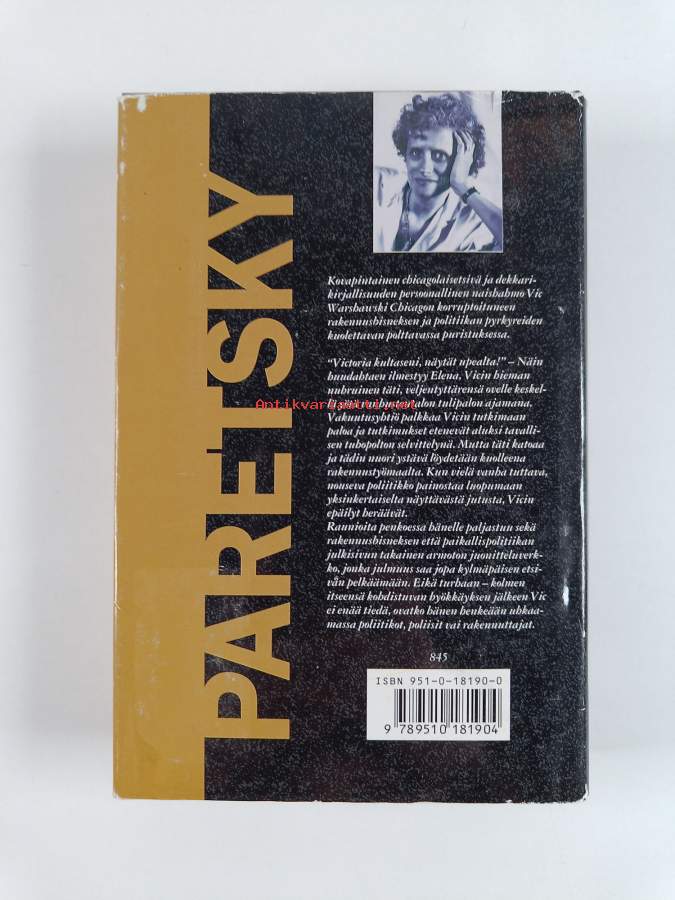 PARETSKY
Kovapintainen chicagolaisetsivä ja dekkari-
kirjallisuuden persoonallinen naishahmo Vic
Warshawski Chicagon korruptoituneen
rakennusbisneksen ja politiikan pyrkyreiden
kuolettavan polttavassa puristuksessa.
"Victoria kultaseni, näytät upealta!" – Näin
huudahtaen ilmestyy Elena, Vicin hieman
nuhruinen täti, veljentyttärensä ovelle keskel-
tulipalon ajamana.
Antikvariaatti.net
Vakuutusyhtiö palkkaa Vicin tutkimaan
paloa ja tutkimukset etenevät aluksi tavalli-
sen tuhopolton selvittelynä. Mutta täti katoaa
ja tädin nuori ystävä löydetään kuolleena
rakennustyömaalta. Kun vielä vanha tuttava,
nouseva poliitikko painostaa luopumaan
yksinkertaiselta näyttävästä jutusta, Vicin
epäilyt heräävät.
Raunioita penkoessa hänelle paljastuu sekä
rakennusbisneksen että paikallispolitiikan
julkisivun takainen armoton juonitteluverk-
ko, jonka julmuus saa jopa kylmäpäisen etsi-
vän pelkäämään. Eikä turhaan – kolmen
itseensä kohdistuvan hyökkäyksen jälkeen Vic
ei enää tiedä, ovatko hänen henkeään uhkaa-
massa poliitikot, poliisit vai rakennuttajat.
845
ISBN 951-0-18190-0
9 789510 181904